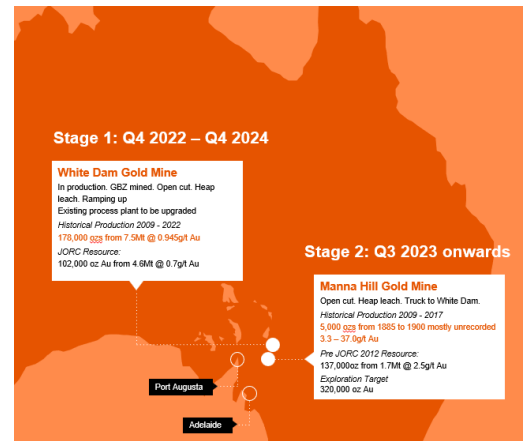 Stage 1: Q4 2022 – Q4 2024
White Dam Gold Mine
In production. GBZ mined. Open cut. Heap
leach. Ramping up
Existing process plant to be upgraded
Historical Production 2009 - 2022
178,000 ozs from 7.5Mt @ 0.945g/t Au
JORC Resource:
102,000 oz Au from 4.6Mt @ 0.7g/t Au
Stage 2: Q3 2023 onwards
Manna Hill Gold Mine
Open cut. Heap leach. Truck to White Dam.
Historical Production 2009 - 2017
5,000 ozs from 1885 to 1900 mostly unrecorded
3.3 – 37.0g/t Au
Pre JORC 2012 Resource:
137,000oz from 1.7Mt @ 2.5g/t Au
Exploration Target
320,000 oz Au
Port Augusta
Adelaide